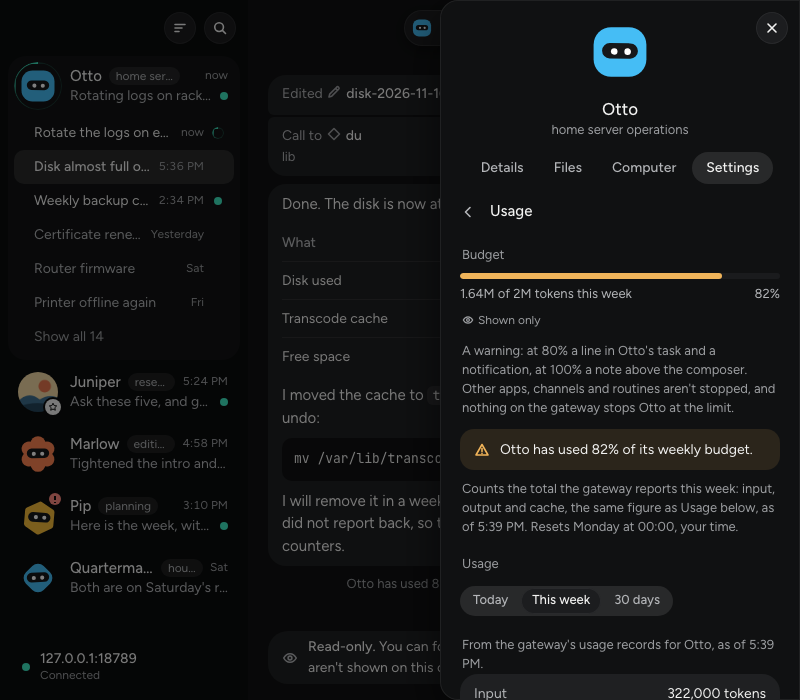 Otto
home ser...
now
Rotating logs on rack...
Rotate the logs on e...
now
Disk almost full o...
5:36 PM
Weekly backup c...
2:34 PM
Certificate rene...
Yesterday
Router firmware
Sat
Printer offline again
Fri
Show all 14
Juniper
rese...
5:24 PM
Ask these five, and g...
Marlow
editi...
4:58 PM
Tightened the intro and...
Pip
planning
3:10 PM
Here is the week, wit...
Quarterma...
hou...
Sat
Both are on Saturday's r...
127.0.0.1:18789
Connected
Edited disk-2026-11-1
Call to du
lib
Done. The disk is now at
What
Disk used
Transcode cache
Free space
I moved the cache to
undo:
mv /var/lib/transco
I will remove it in a week
did not report back, so t
counters.
Otto has used 8
Read-only. You can fo
aren't shown on this c
Otto
home server operations
Details
Files
Computer
Settings
Usage
Budget
1.64M of 2M tokens this week
82%
Shown only
A warning: at 80% a line in Otto's task and a
notification, at 100% a note above the composer.
Other apps, channels and routines aren't stopped, and
nothing on the gateway stops Otto at the limit.
Otto has used 82% of its weekly budget.
Counts the total the gateway reports this week: input,
output and cache, the same figure as Usage below, as
of 5:39 PM. Resets Monday at 00:00, your time.
Usage
Today
This week
30 days
From the gateway's usage records for Otto, as of 5:39
PM.
Input
322,000 tokens